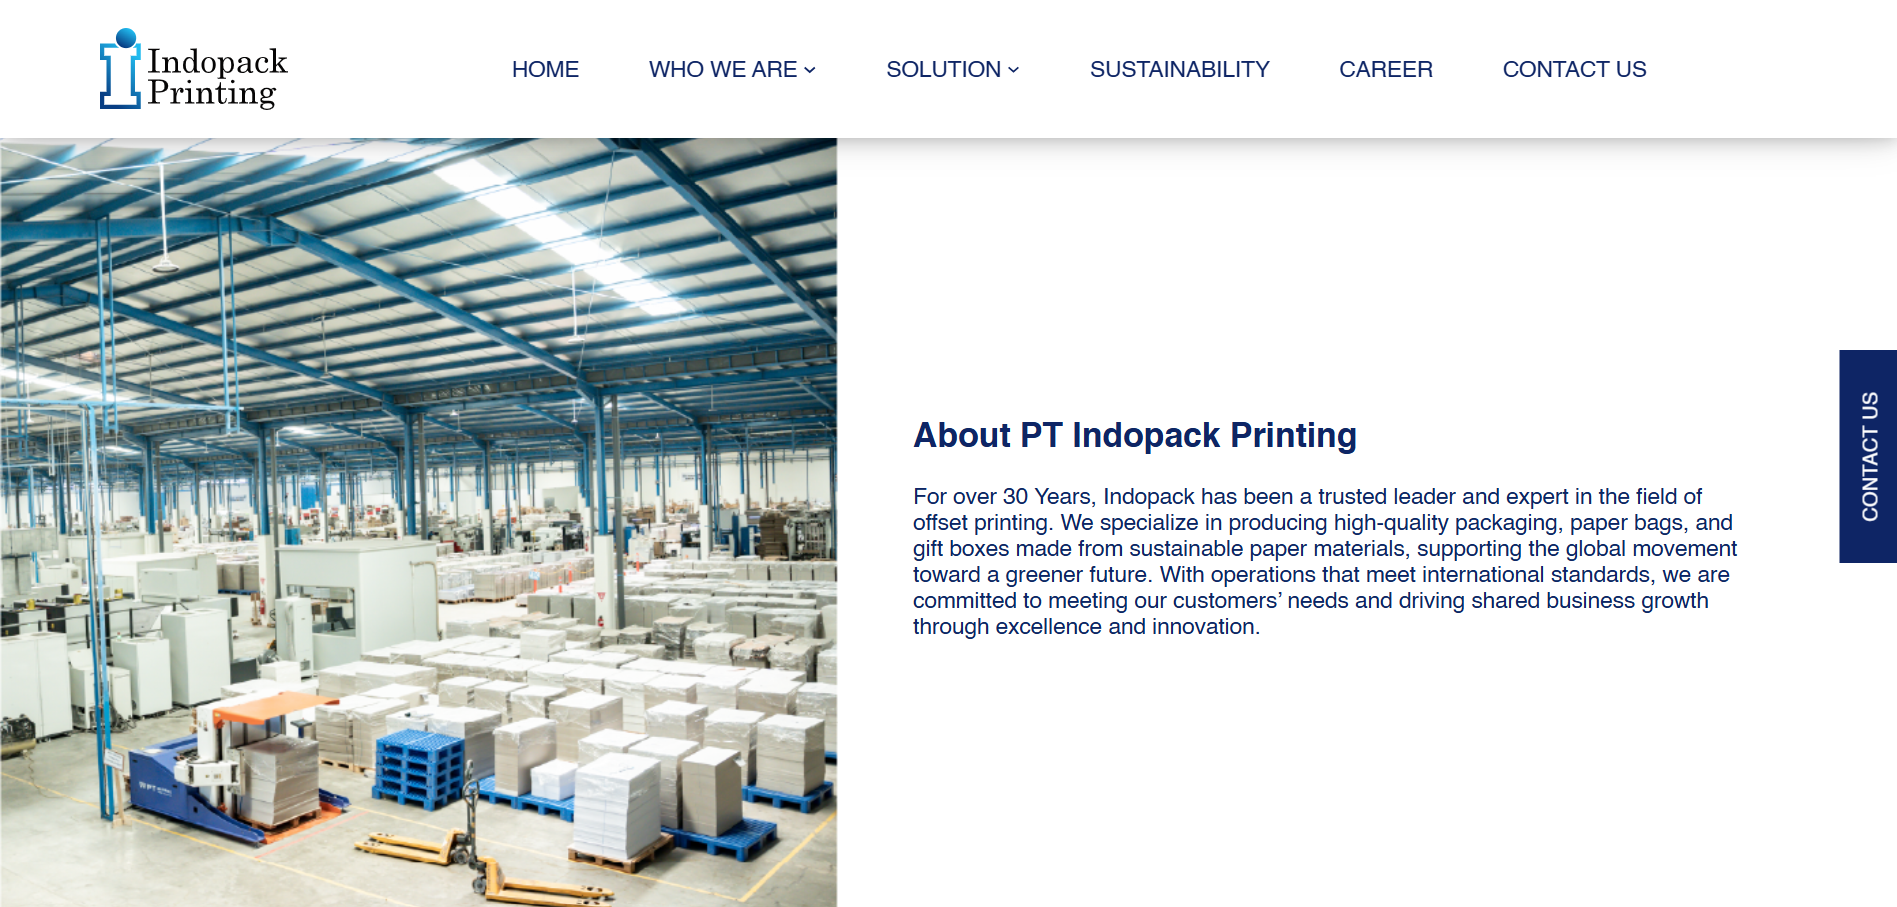 Indopack
Printing
HOME
WHO WE ARE
SOLUTION
SUSTAINABILITY
CAREER
CONTACT US
About PT Indopack Printing
For over 30 Years, Indopack has been a trusted leader and expert in the field of
offset printing. We specialize in producing high-quality packaging, paper bags, and
gift boxes made from sustainable paper materials, supporting the global movement
toward a greener future. With operations that meet international standards, we are
committed to meeting our customers’ needs and driving shared business growth
through excellence and innovation.
CONTACT US